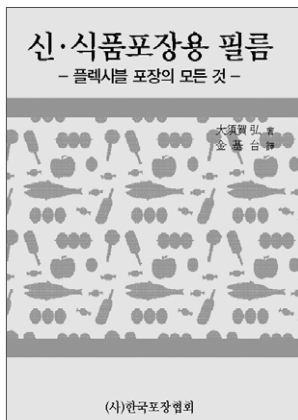 신·식품포장용 필름
– 플렉시블 포장의 모든 것 –
大須賀 弘 著
金基台 譯
(사)한국포장협회